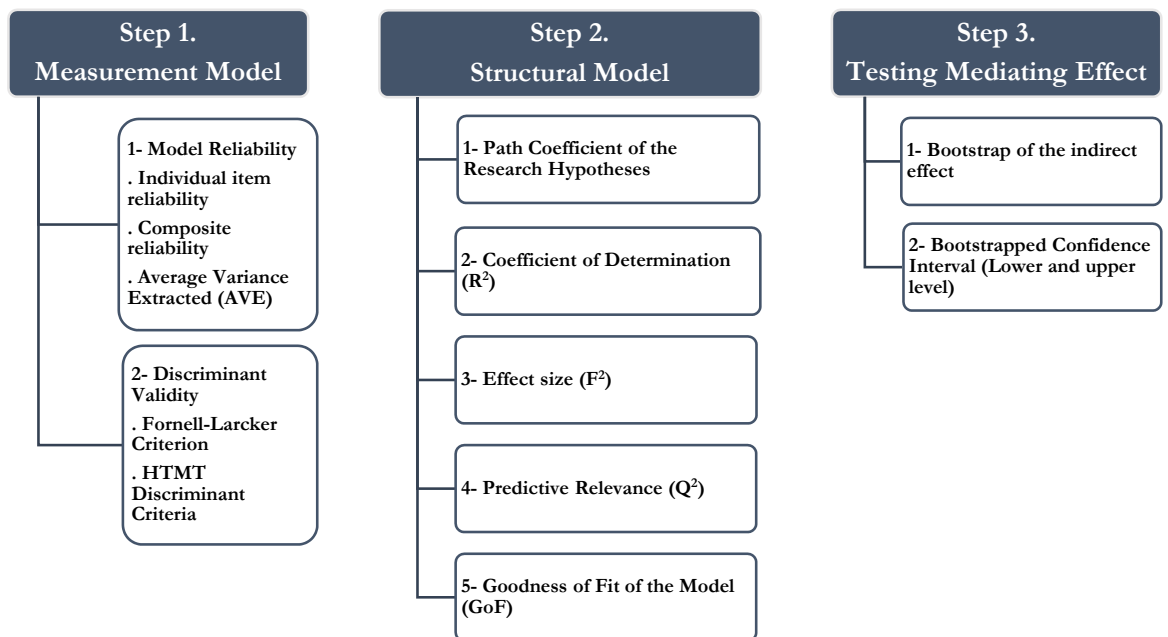 Step 1.
Measurement Model
1- Model Reliability
. Individual item
reliability
. Composite
reliability
. Average Variance
Extracted (AVE)
2- Discriminant
Validity
. Fornell-Larcker
Criterion
. HTMT
Discriminant
Criteria
Step 2.
Structural Model
1- Path Coefficient of the
Research Hypotheses
2- Coefficient of Determination
(R²)
3- Effect size (F²)
4- Predictive Relevance (Q²)
5- Goodness of Fit of the Model
(GoF)
Step 3.
Testing Mediating Effect
1- Bootstrap of the indirect
effect
2- Bootstrapped Confidence
Interval (Lower and upper
level)